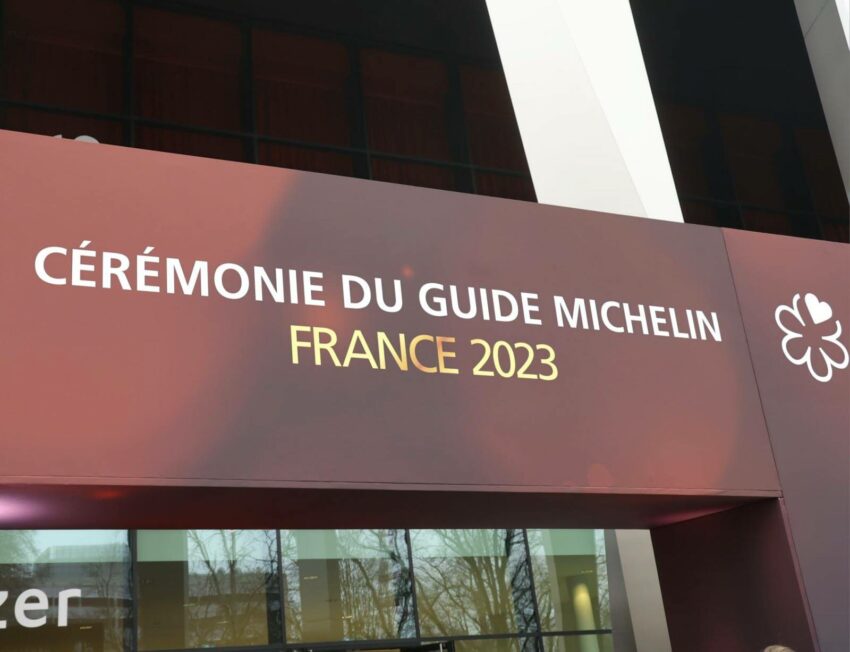 CÉRÉMONIE DU GUIDE MICHELIN
FRANCE 2023
zer